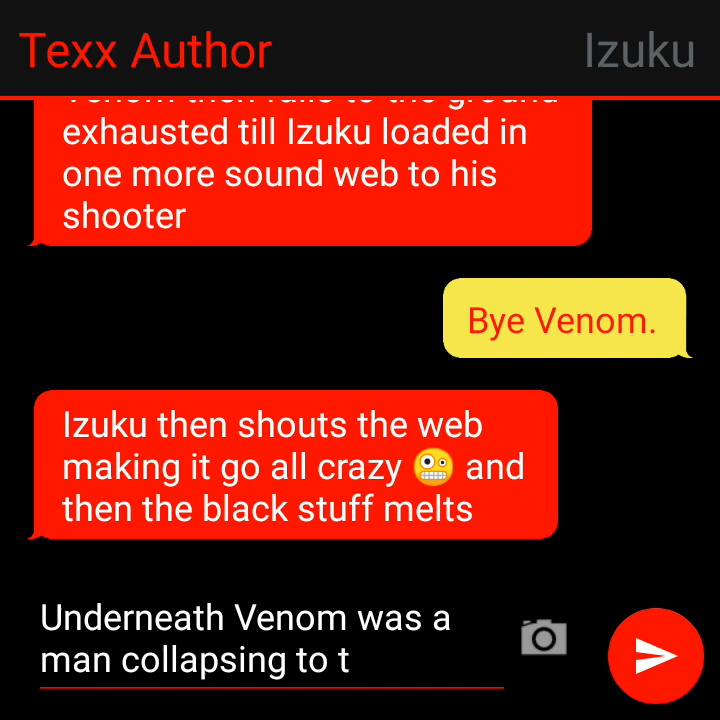 Texx Author
Izuku
exhausted till Izuku loaded in
one more sound web to his
shooter
Bye Venom.
Izuku then shouts the web
making it go all crazy 🤪 and
then the black stuff melts
Underneath Venom was a
man collapsing to t